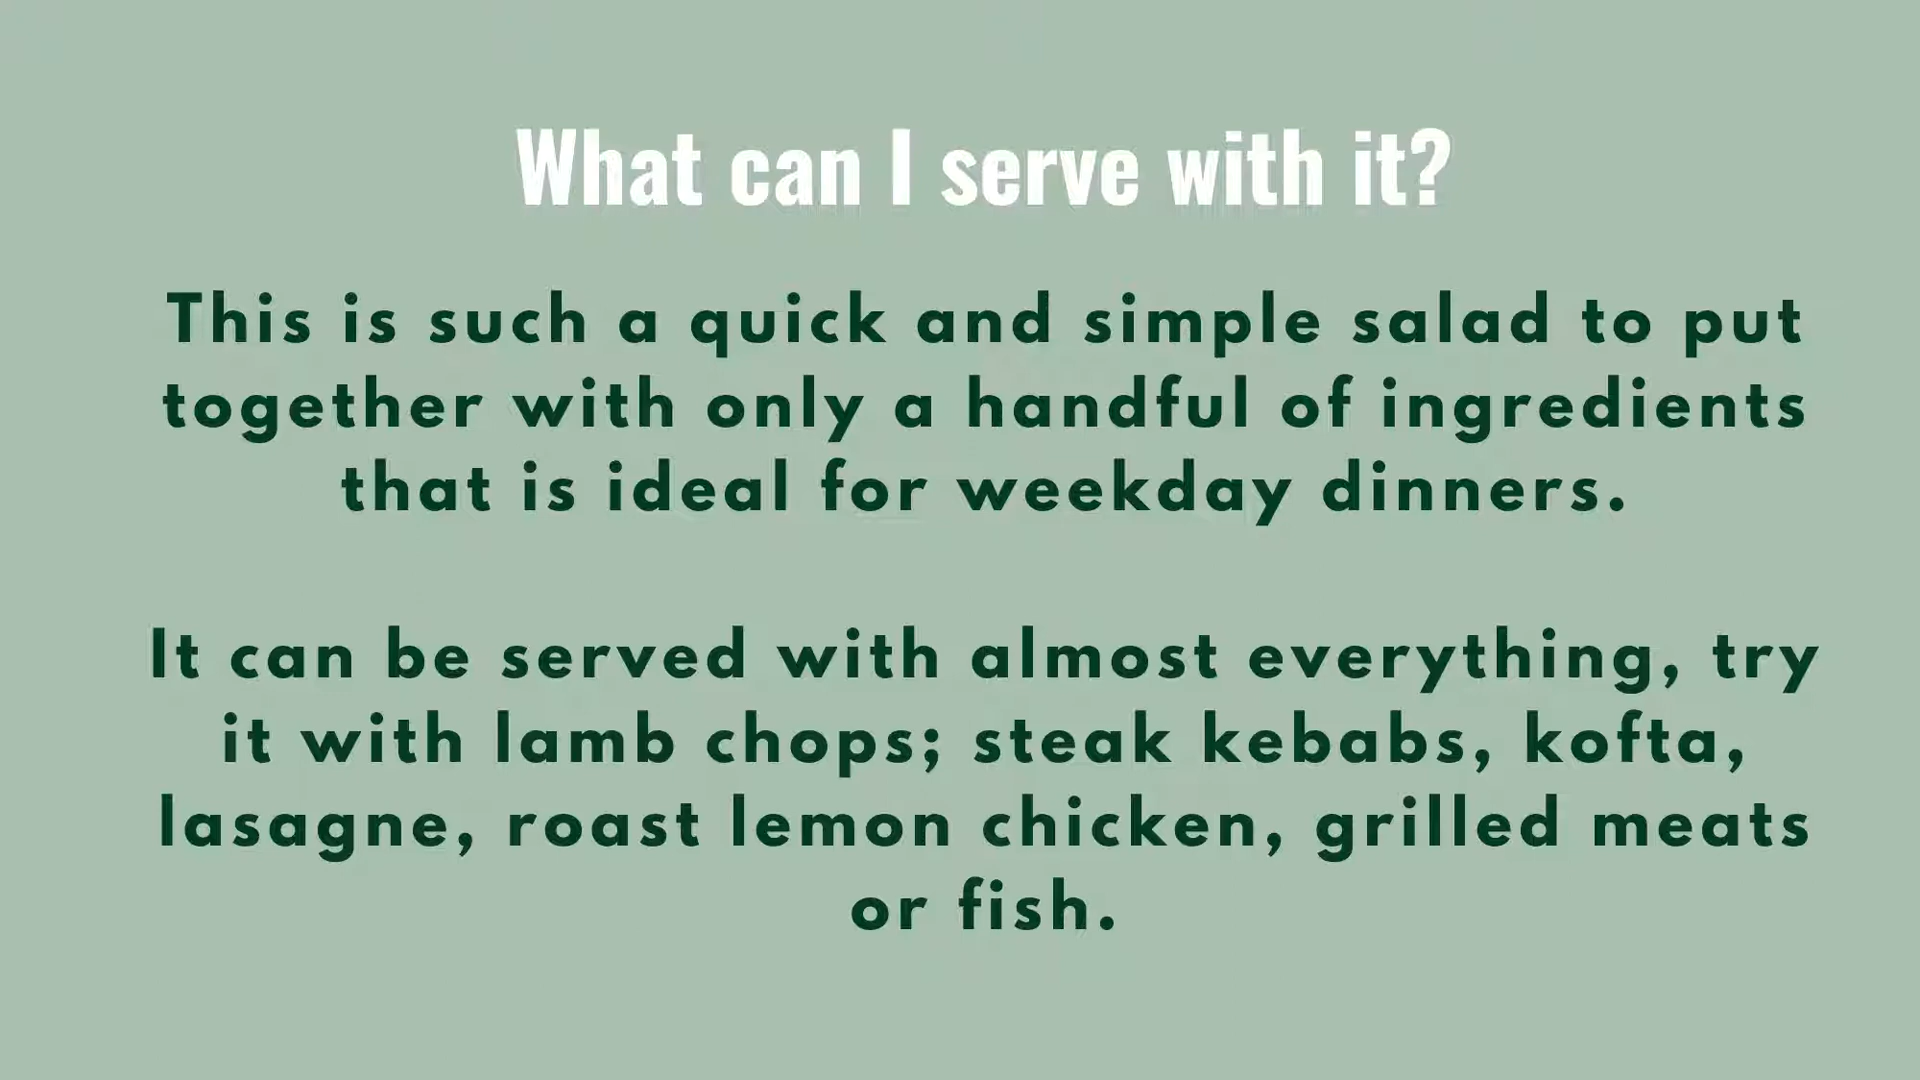 What can I serve with it?
This is such a quick and simple salad to put
together with only a handful of ingredients
that is ideal for weekday dinners.
It can be served with almost everything, try
it with lamb chops; steak kebabs, kofta,
lasagne, roast lemon chicken, grilled meats
or fish.